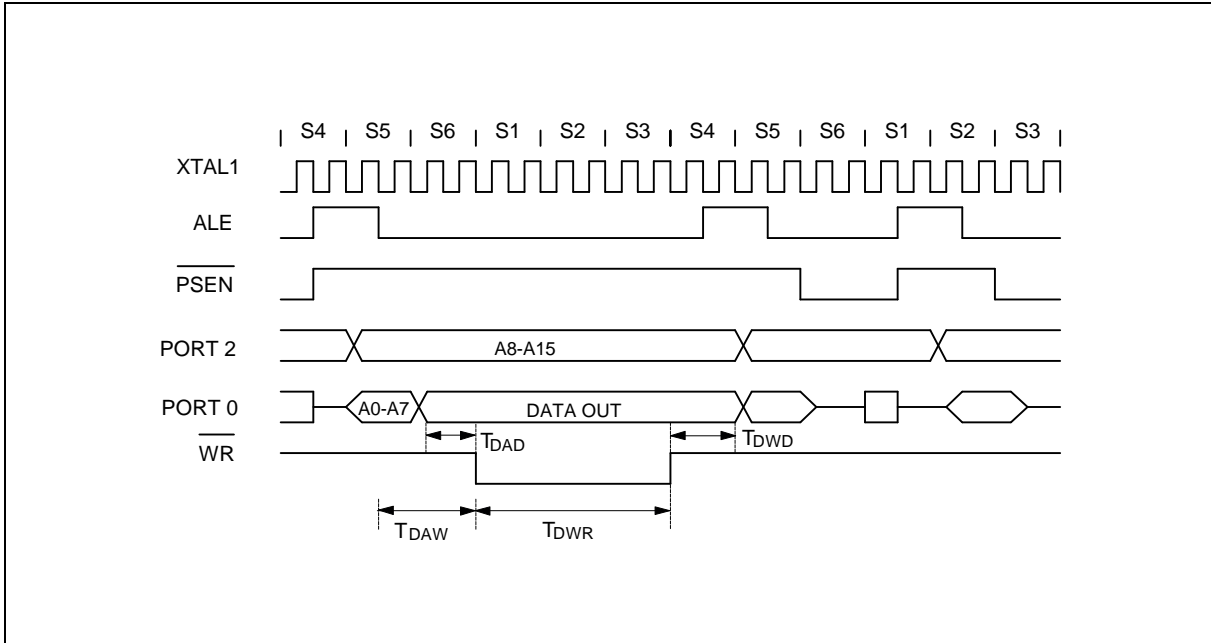 S4 S5 S6 S1 S2 S3 S4 S5 S6 S1 S2 S3
XTAL1
ALE
PSEN
PORT 2 A8-A15
PORT 0 A0-A7 DATA OUT
WR TDAD TDWD
TDAW TDWR